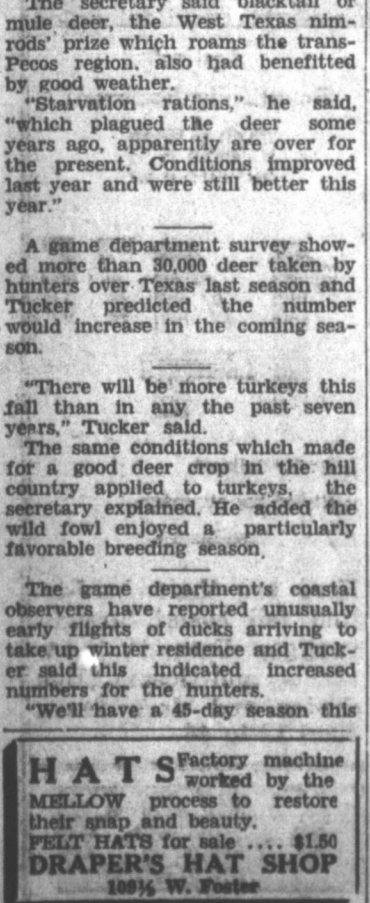 The secretary said blacktail or
mule deer, the West Texas nim-
rods' prize which roams the trans-
Pecos region, also had benefitted
by good weather.
"Starvation rations," he said,
"which plagued the deer some
years ago, apparently are over for
the present. Conditions improved
last year and were still better this
year."
A game department survey show-
ed more than 30,000 deer taken by
hunters over Texas last season and
Tucker predicted the number
would increase in the coming sea-
son.
"There will be more turkeys this
fall than in any the past seven
years," Tucker said.
The same conditions which made
for a good deer crop in the hill
country applied to turkeys, the
secretary explained. He added the
wild fowl enjoyed a particularly
favorable breeding season.
The game department's coastal
observers have reported unusually
early flights of ducks arriving to
take up winter residence and Tuck-
er said this indicated increased
numbers for the hunters.
"We'll have a 45-day season this
HATS Factory machine
worked by the
MELLOW process to restore
their snap and beauty.
FELT HATS for sale .... $1.50
DRAPER'S HAT SHOP
109½ W. Foster